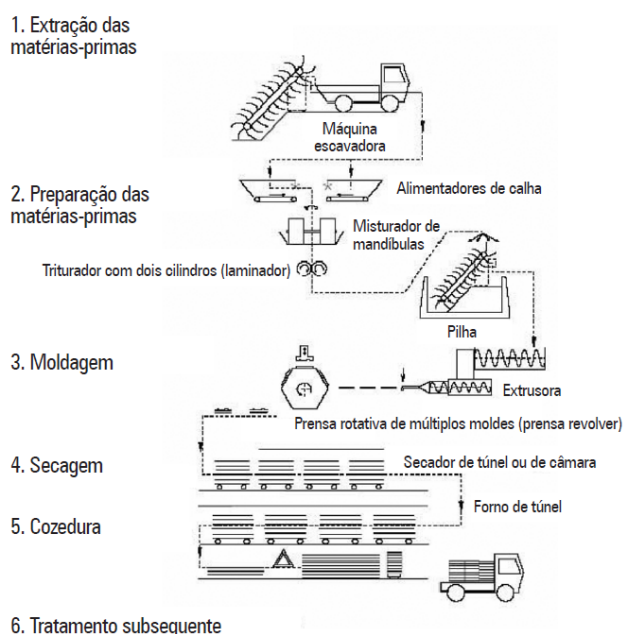 1. Extração das
matérias-primas
Máquina
escavadora
Alimentadores de calha
2. Preparação das
matérias-primas
Misturador de
mandíbulas
Triturador com dois cilindros (laminador)
Pilha
3. Moldagem
Extrusora
Prensa rotativa de múltiplos moldes (prensa revolver)
4. Secagem
Secador de túnel ou de câmara
Forno de túnel
5. Cozedura
6. Tratamento subsequente